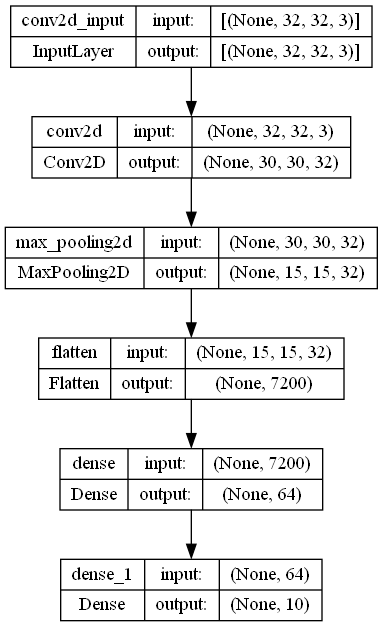 conv2d_input input: [(None, 32, 32, 3)]
InputLayer output: [(None, 32, 32, 3)]
conv2d input: (None, 32, 32, 3)
Conv2D output: (None, 30, 30, 32)
max_pooling2d input: (None, 30, 30, 32)
MaxPooling2D output: (None, 15, 15, 32)
flatten input: (None, 15, 15, 32)
Flatten output: (None, 7200)
dense input: (None, 7200)
Dense output: (None, 64)
dense_1 input: (None, 64)
Dense output: (None, 10)